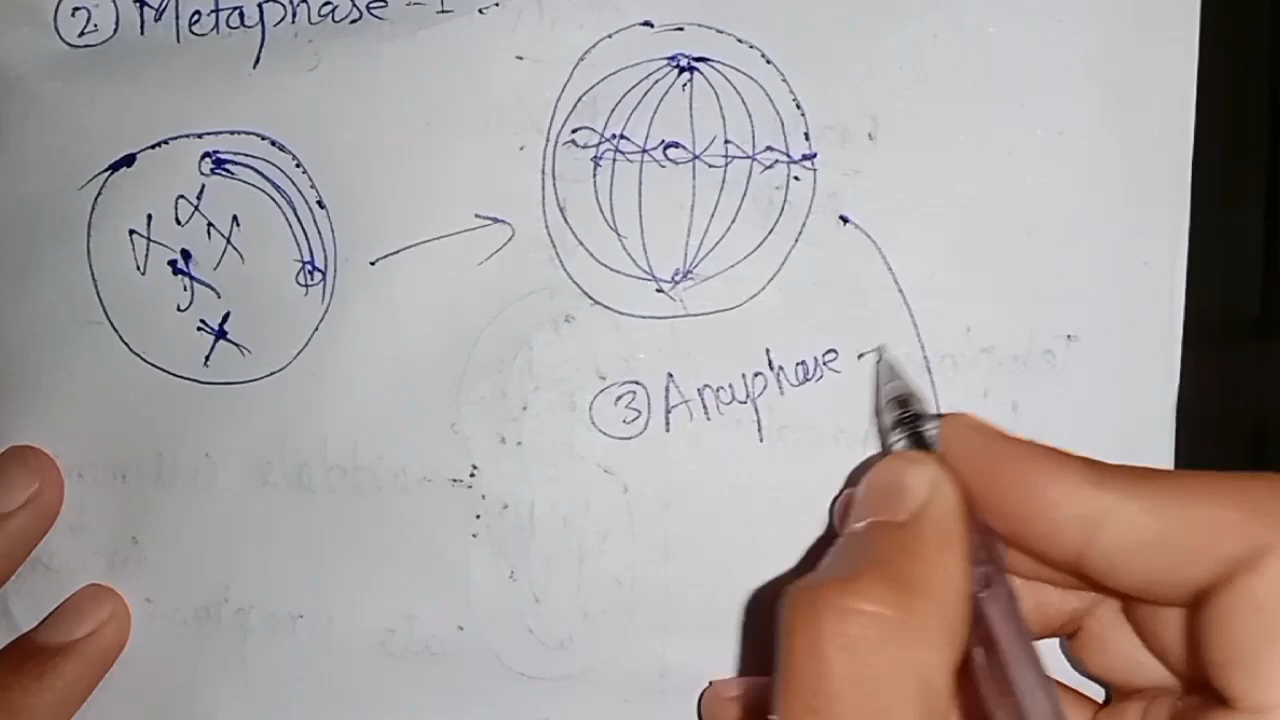 ② Metaphase - I :-
③ Anaphase -